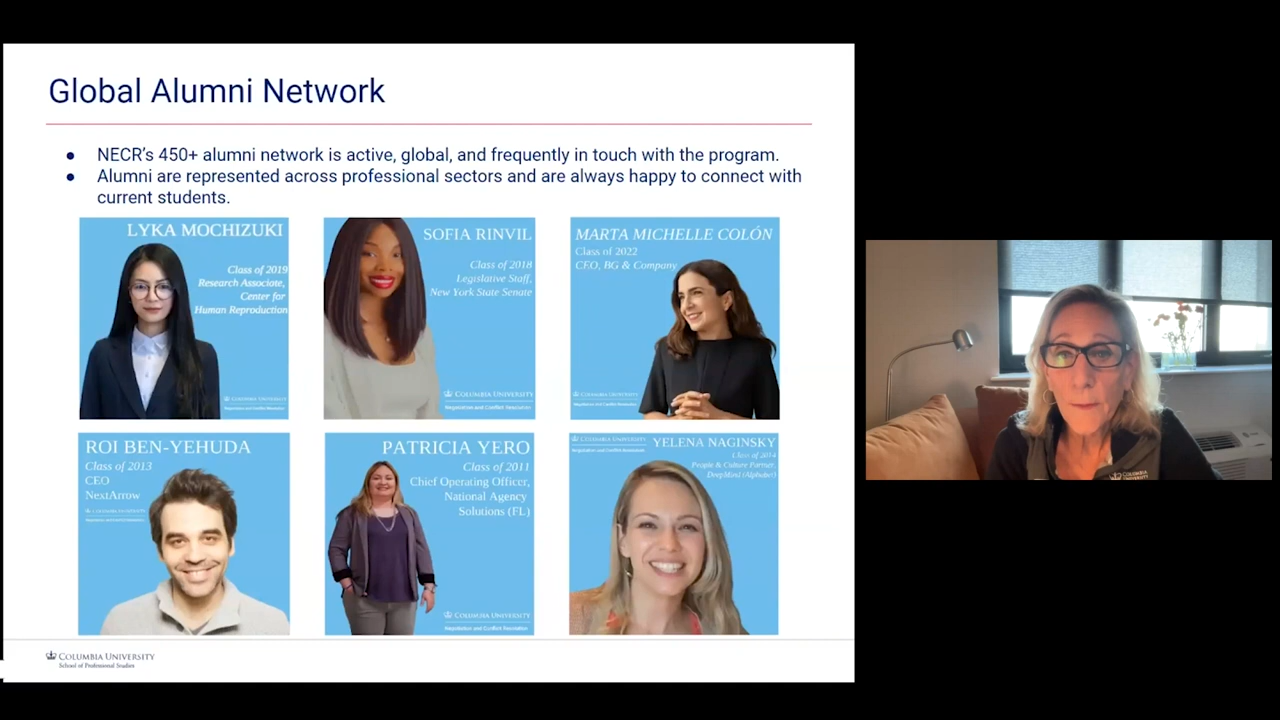 Global Alumni Network
● NECR's 450+ alumni network is active, global, and frequently in touch with the program.
● Alumni are represented across professional sectors and are always happy to connect with
current students.
LYKA MOCHIZUKI
Class of 2019
Research Associate,
Center for
Human Reproduction
COLUMBIA UNIVERSITY
Negotiation and Conflict Resolution
SOFIA RINVIL
Class of 2018
Legislative Staff,
New York State Senate
COLUMBIA UNIVERSITY
Negotiation and Conflict Resolution
MARTA MICHELLE COLÓN
Class of 2022
CEO, BG & Company
COLUMBIA UNIVERSITY
Negotiation and Conflict Resolution
ROI BEN-YEHUDA
Class of 2013
CEO
NextArrow
COLUMBIA UNIVERSITY
Negotiation and Conflict Resolution
PATRICIA YERO
Class of 2011
Chief Operating Officer,
National Agency
Solutions (FL)
COLUMBIA UNIVERSITY
Negotiation and Conflict Resolution
COLUMBIA UNIVERSITY
Negotiation and Conflict Resolution
YELENA NAGINSKY
Class of 2014
People & Culture Partner,
DeepMind (Alphabet)
COLUMBIA UNIVERSITY
School of Professional Studies
COLUMBIA
UNIVERSITY